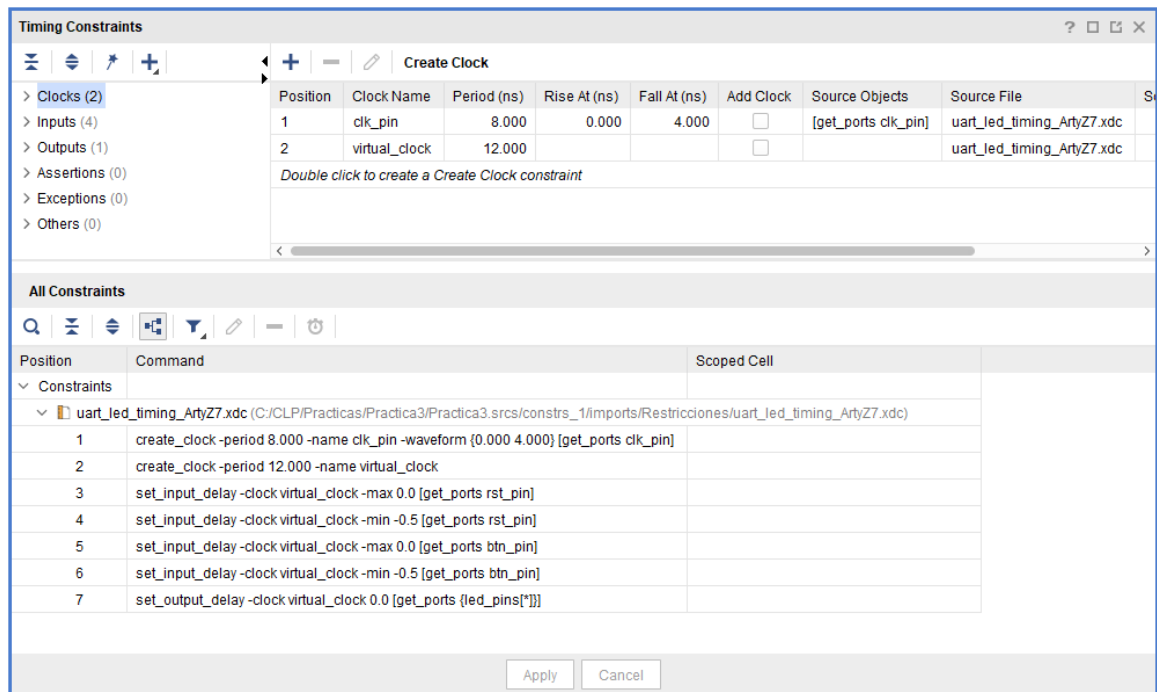 Timing Constraints
Create Clock
Clocks (2)
Inputs (4)
Outputs (1)
Assertions (0)
Exceptions (0)
Others (0)
Position Clock Name Period (ns) Rise At (ns) Fall At (ns) Add Clock Source Objects Source File
1 clk_pin 8.000 0.000 4.000 [get_ports clk_pin] uart_led_timing_ArtyZ7.xdc
2 virtual_clock 12.000 uart_led_timing_ArtyZ7.xdc
Double click to create a Create Clock constraint
All Constraints
Position Command Scoped Cell
Constraints
uart_led_timing_ArtyZ7.xdc (C:/CLP/Practicas/Practica3/Practica3.srcs/constrs_1/imports/Restricciones/uart_led_timing_ArtyZ7.xdc)
1 create_clock -period 8.000 -name clk_pin -waveform {0.000 4.000} [get_ports clk_pin]
2 create_clock -period 12.000 -name virtual_clock
3 set_input_delay -clock virtual_clock -max 0.0 [get_ports rst_pin]
4 set_input_delay -clock virtual_clock -min -0.5 [get_ports rst_pin]
5 set_input_delay -clock virtual_clock -max 0.0 [get_ports btn_pin]
6 set_input_delay -clock virtual_clock -min -0.5 [get_ports btn_pin]
7 set_output_delay -clock virtual_clock 0.0 [get_ports {led_pins[*]}]
Apply Cancel